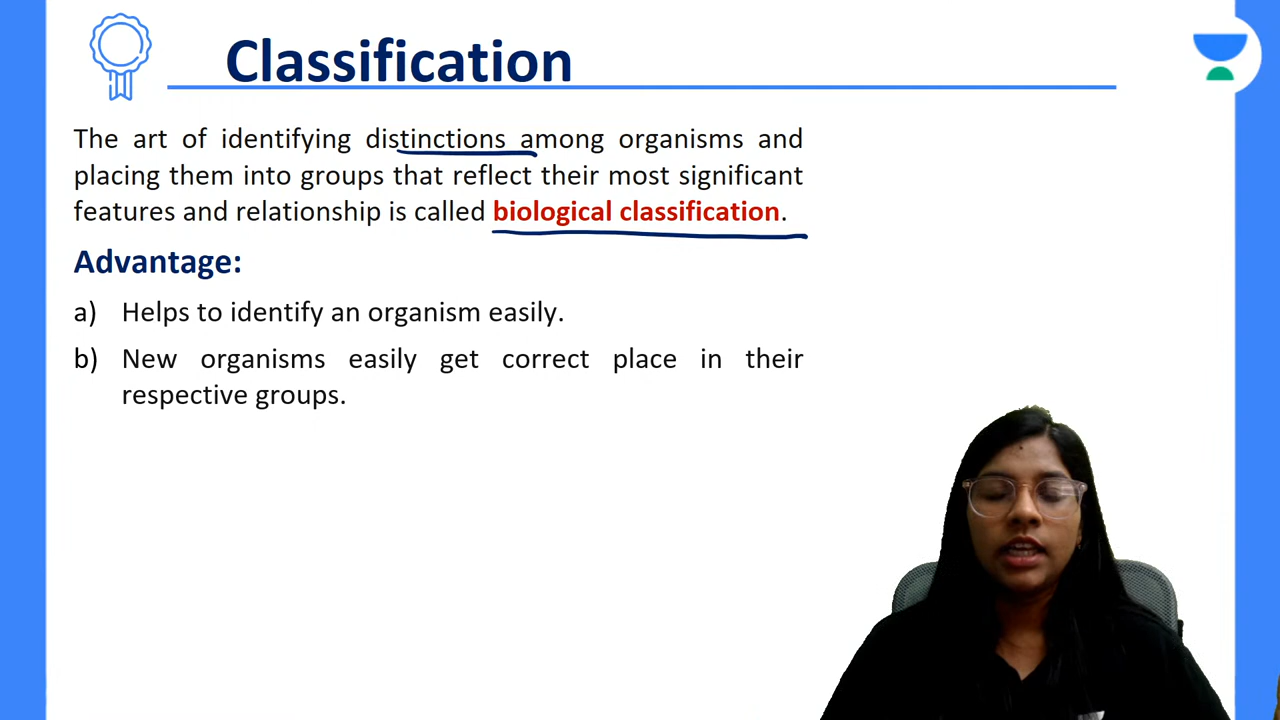 Classification
The art of identifying distinctions among organisms and
placing them into groups that reflect their most significant
features and relationship is called biological classification.
Advantage:
a) Helps to identify an organism easily.
b) New organisms easily get correct place in their
respective groups.